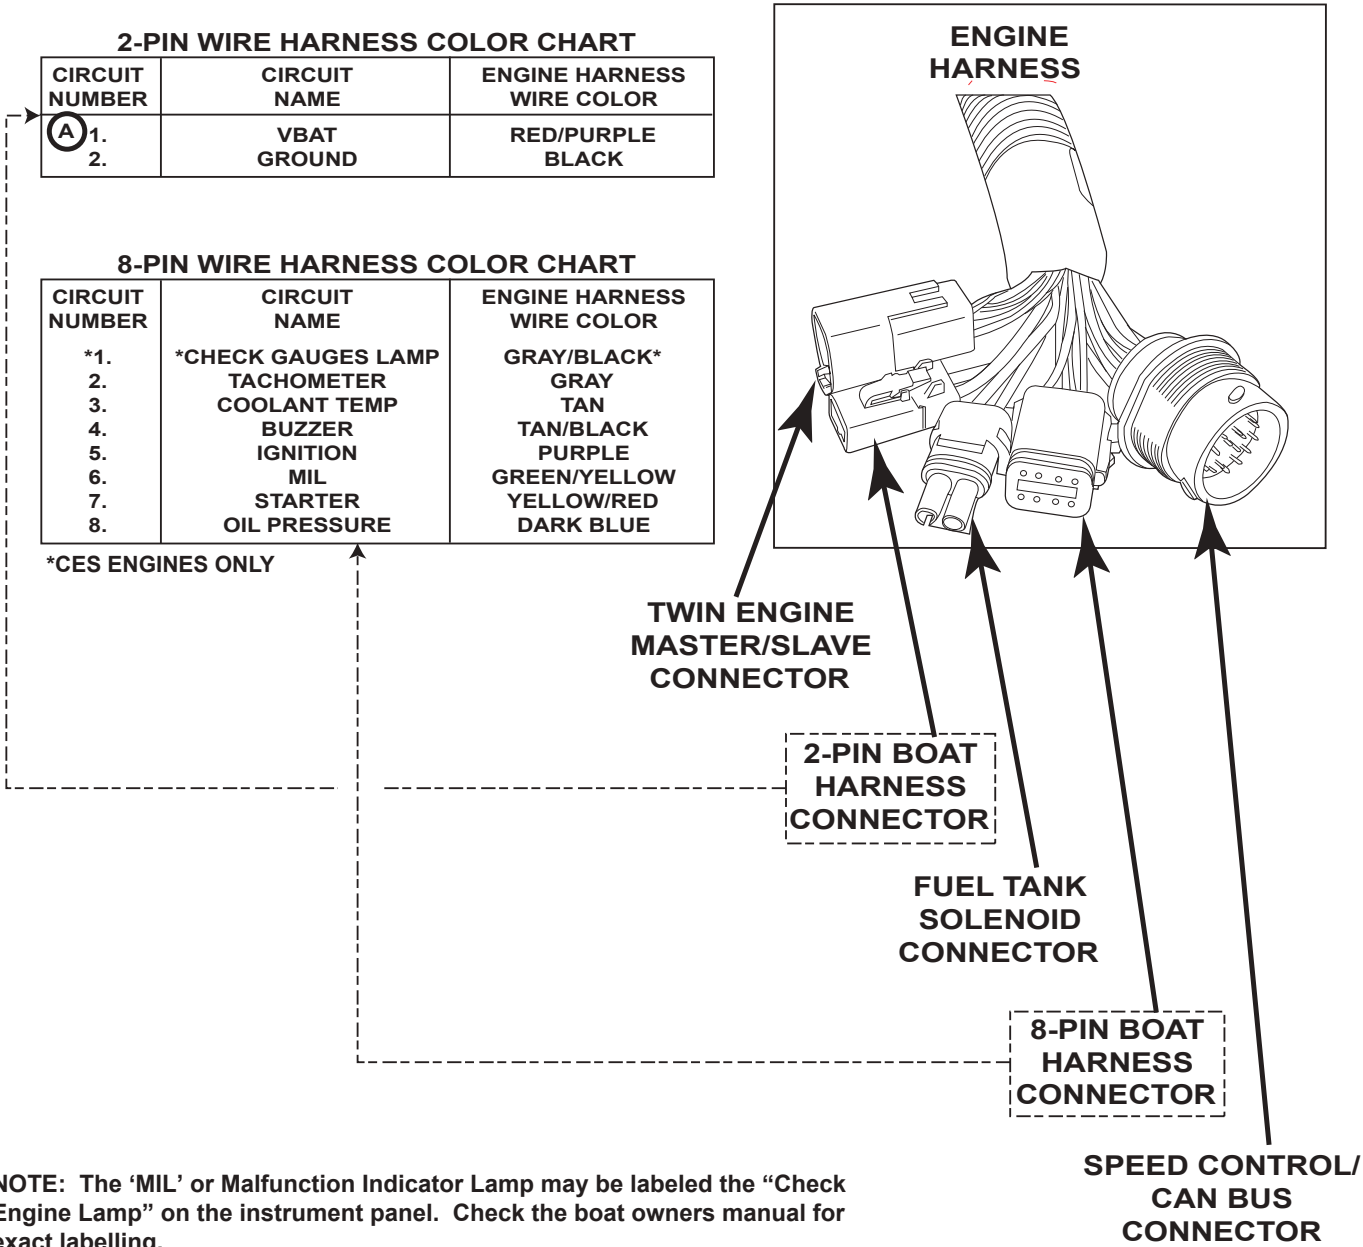 2-PIN WIRE HARNESS COLOR CHART
CIRCUIT NUMBER CIRCUIT NAME ENGINE HARNESS WIRE COLOR
A 1. VBAT RED/PURPLE
2. GROUND BLACK
8-PIN WIRE HARNESS COLOR CHART
CIRCUIT NUMBER CIRCUIT NAME ENGINE HARNESS WIRE COLOR
*1. *CHECK GAUGES LAMP GRAY/BLACK*
2. TACHOMETER GRAY
3. COOLANT TEMP TAN
4. BUZZER TAN/BLACK
5. IGNITION PURPLE
6. MIL GREEN/YELLOW
7. STARTER YELLOW/RED
8. OIL PRESSURE DARK BLUE
*CES ENGINES ONLY
ENGINE
HARNESS
TWIN ENGINE
MASTER/SLAVE
CONNECTOR
2-PIN BOAT
HARNESS
CONNECTOR
FUEL TANK
SOLENOID
CONNECTOR
8-PIN BOAT
HARNESS
CONNECTOR
SPEED CONTROL/
CAN BUS
CONNECTOR
NOTE: The ‘MIL’ or Malfunction Indicator Lamp may be labeled the “Check
Engine Lamp” on the instrument panel. Check the boat owners manual for
exact labelling.